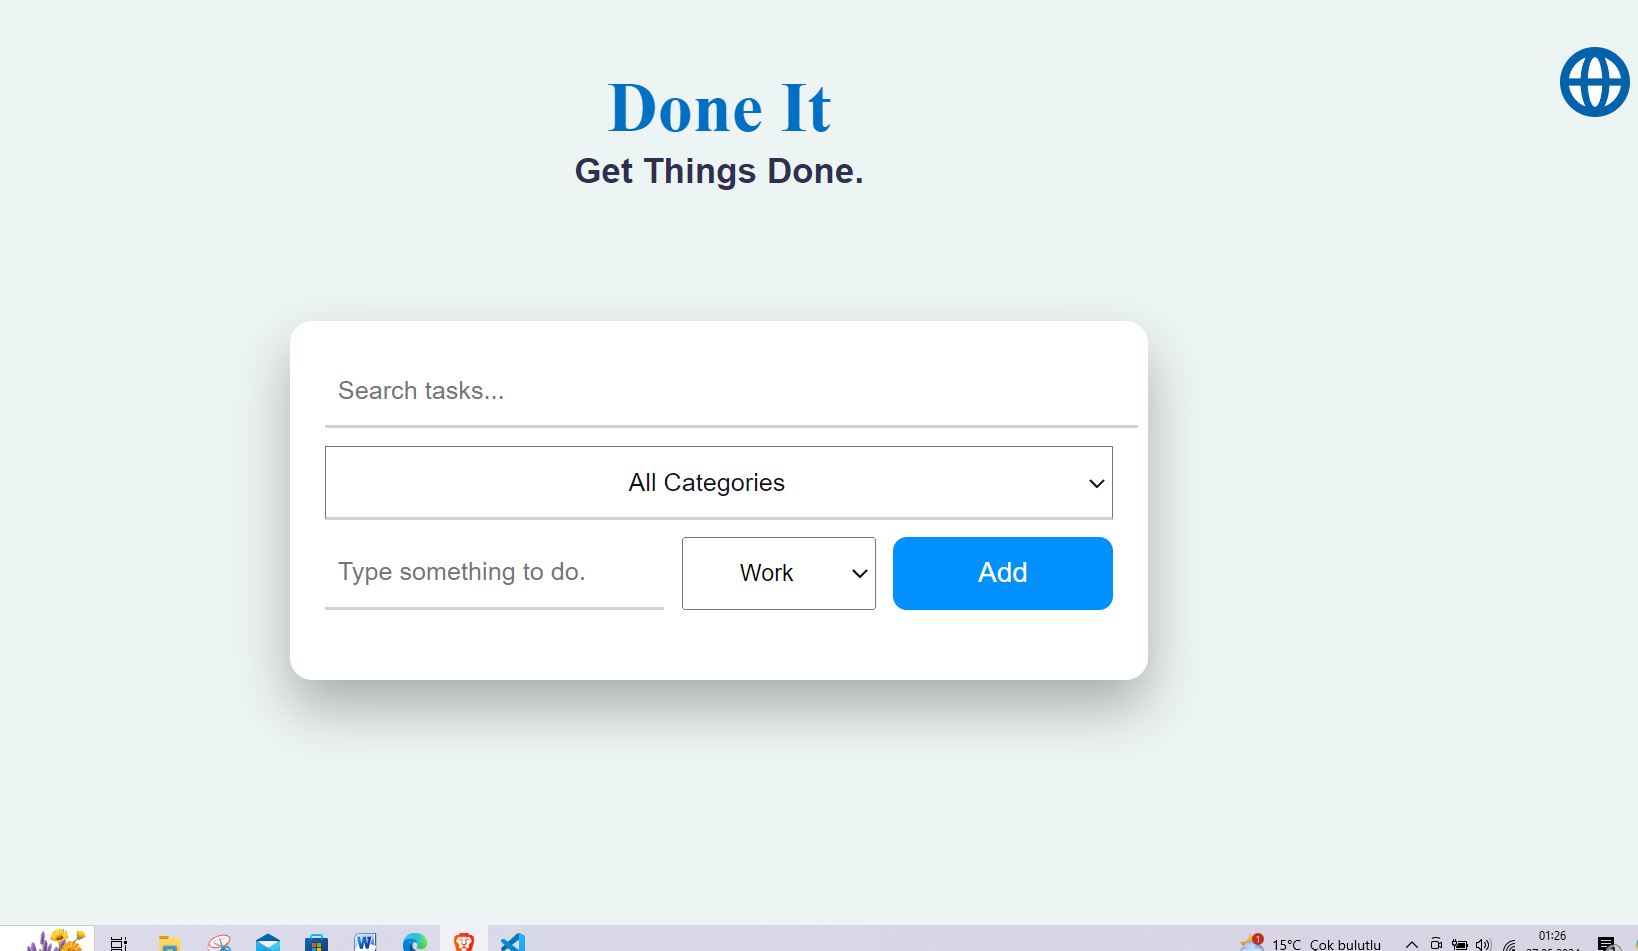 Done It
Get Things Done.
Search tasks...
All Categories
Type something to do.
Work
Add
1
15°C Çok bulutlu
01:26